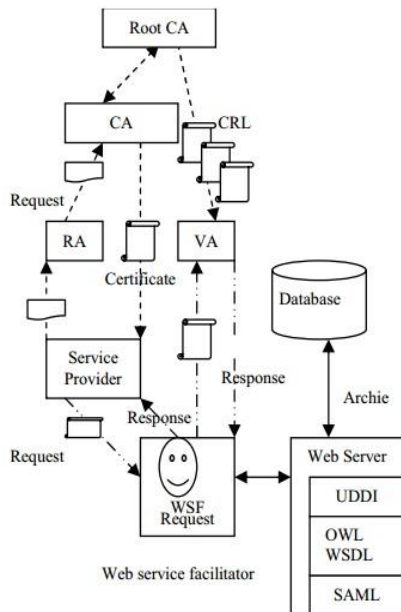 Root CA
CA
CRL
Request
RA
VA
Certificate
Database
Service
Provider
Response
Response
Archie
Request
Web Server
WSF
Request
UDDI
OWL
WSDL
SAML
Web service facilitator